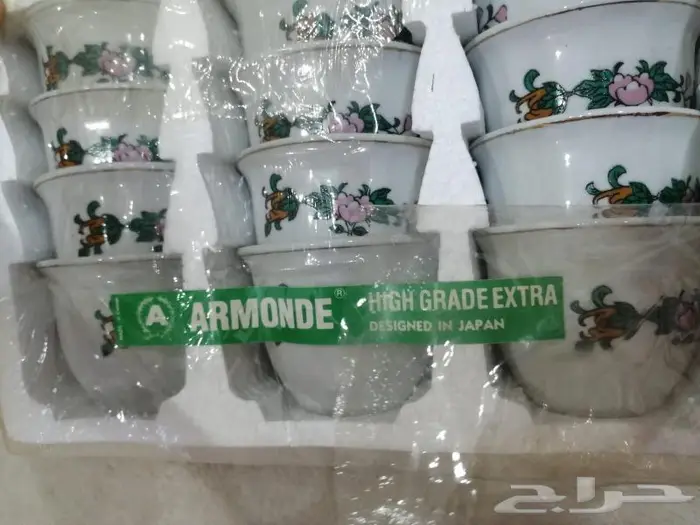 A ARMONDE® HIGH GRADE EXTRA
DESIGNED IN JAPAN
حراج